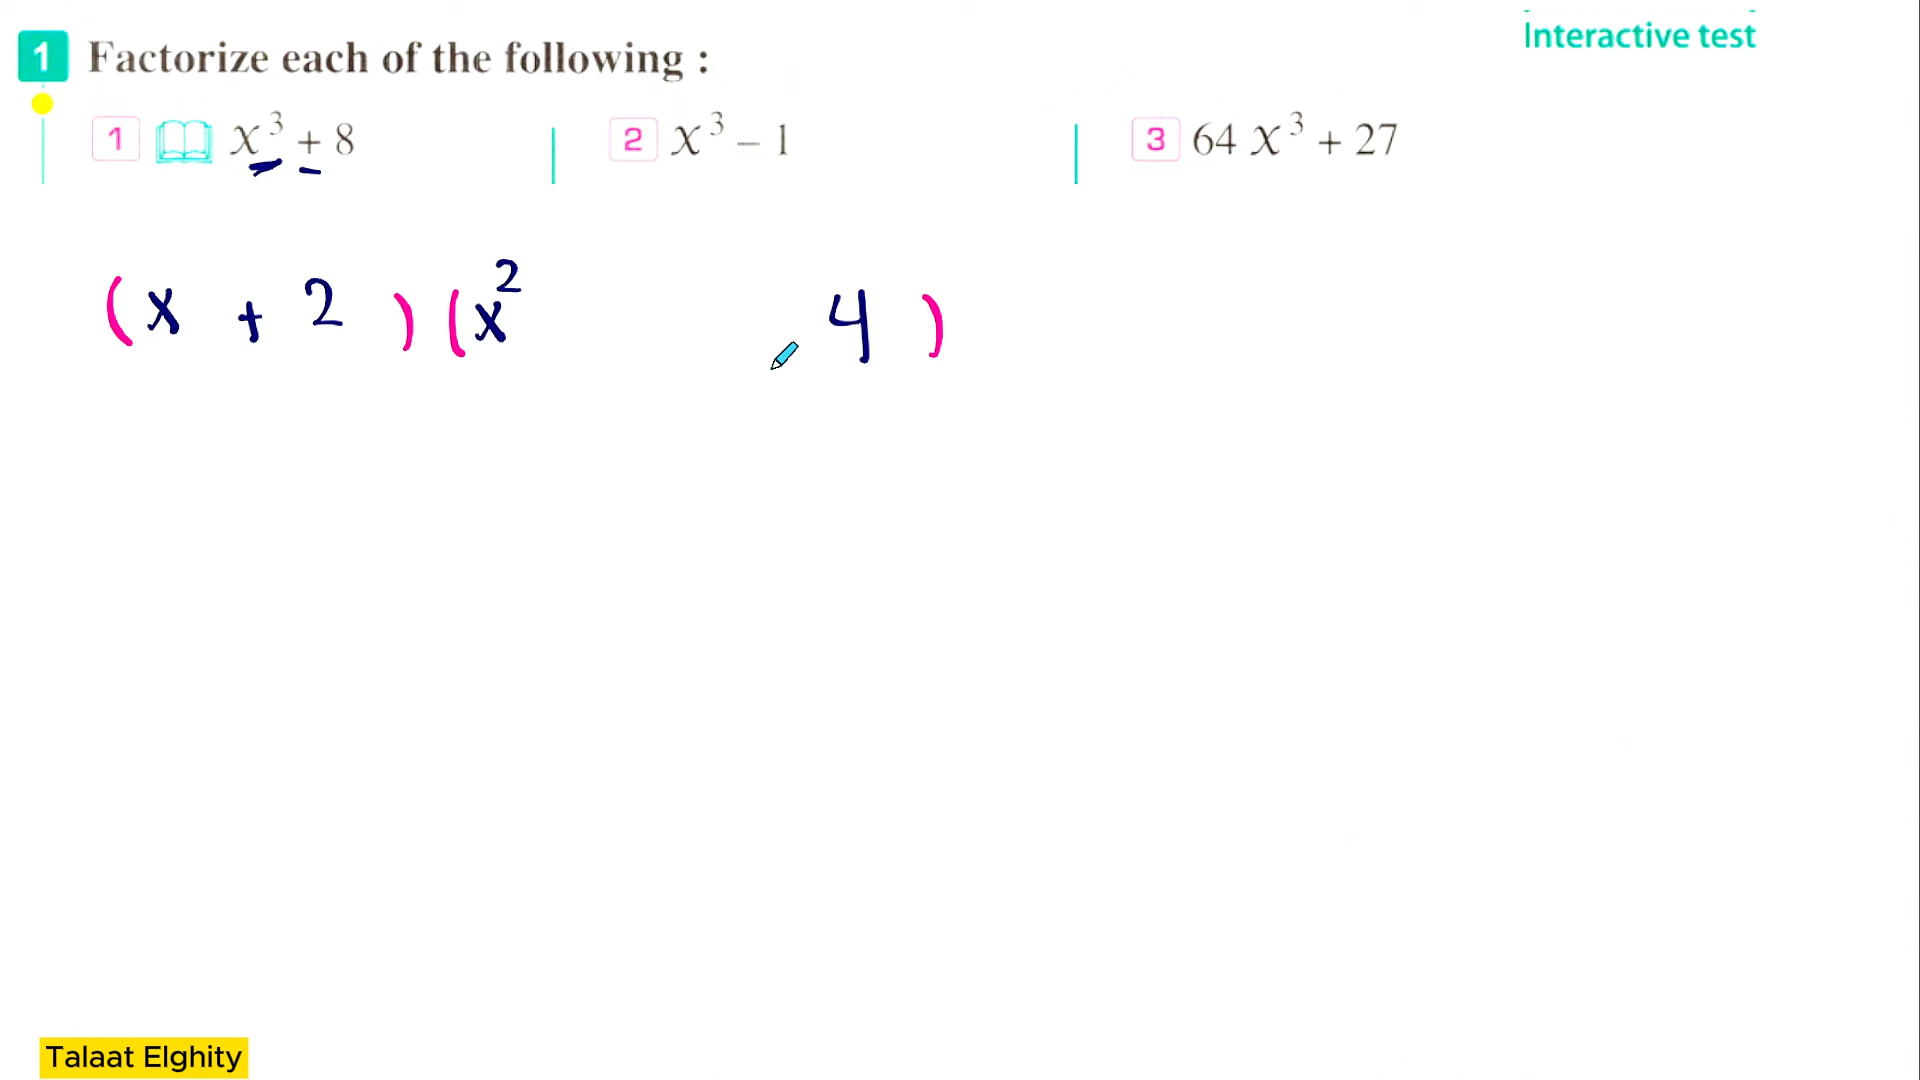 Interactive test
1 Factorize each of the following :
1 x³ + 8 2 x³ – 1 3 64 x³ + 27
(x + 2) (x² 4)
Talaat Elghity